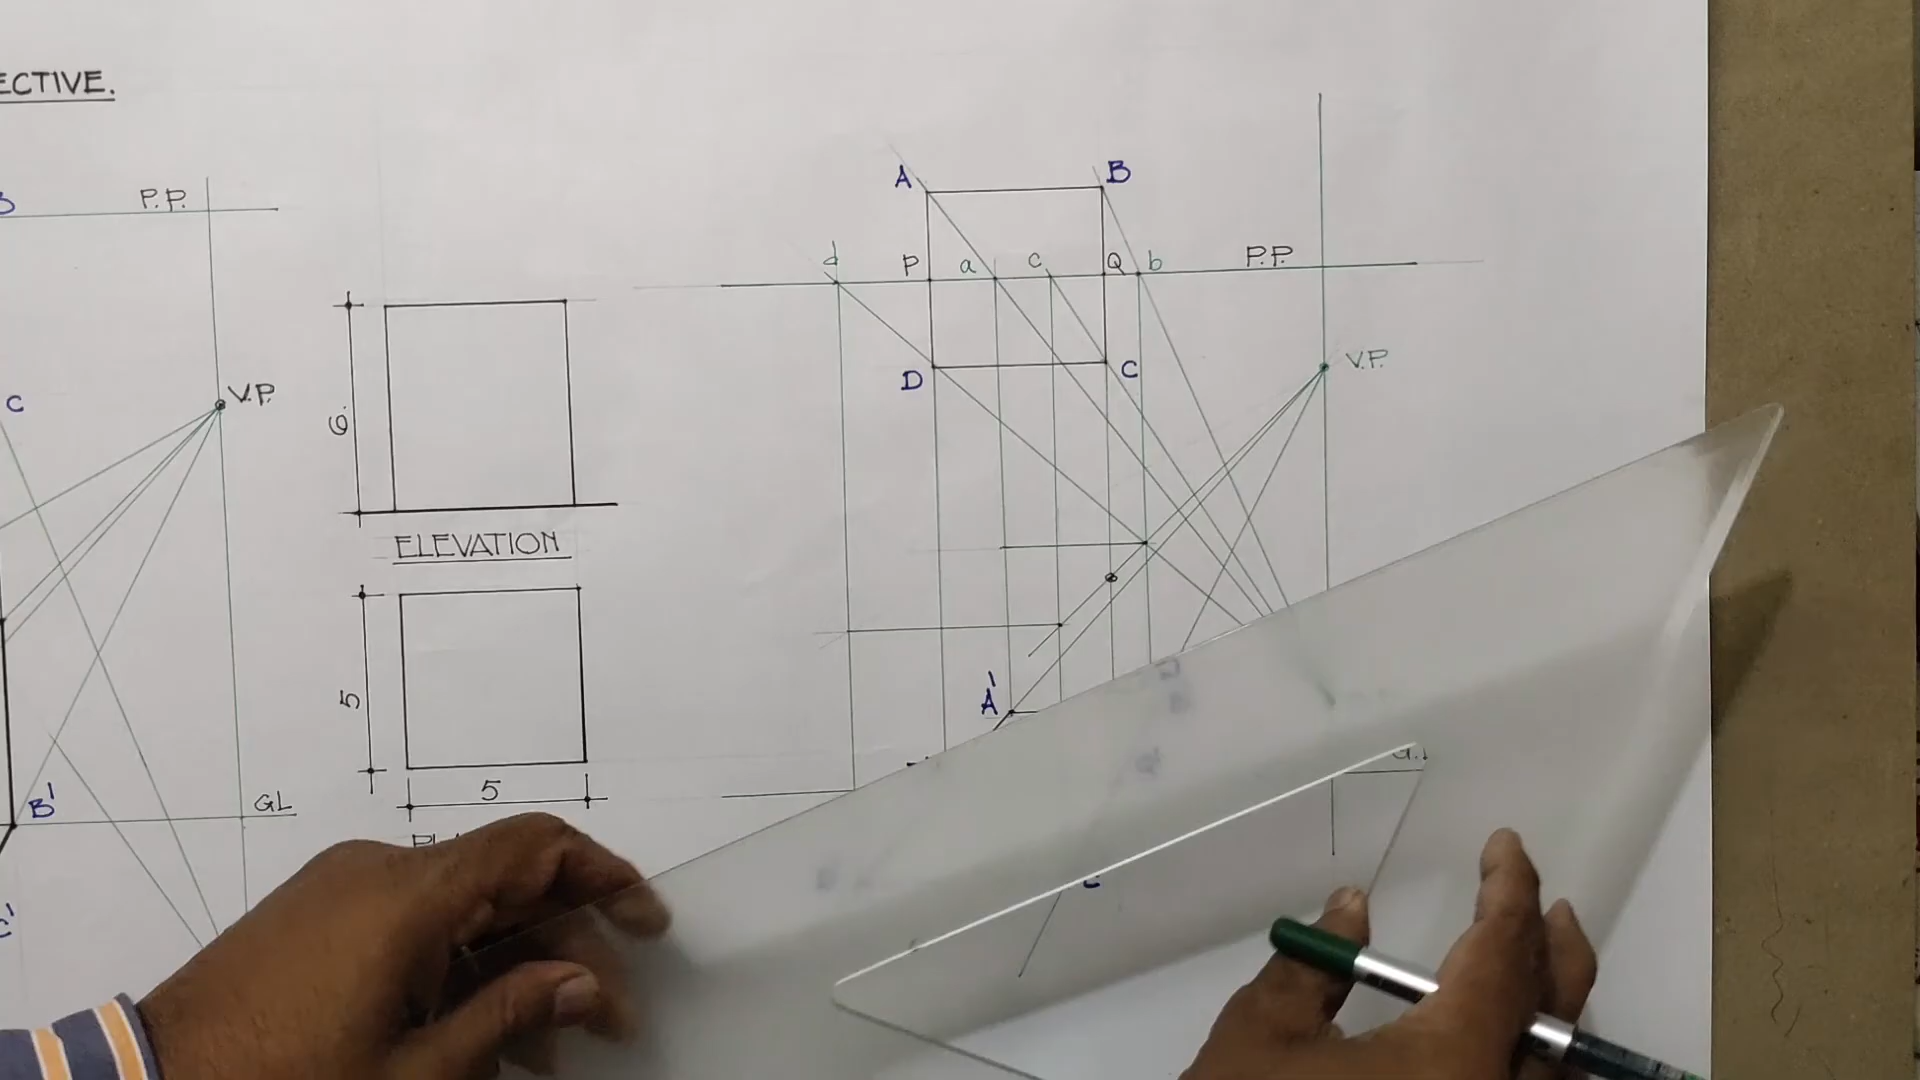 ECTIVE.
P.P.
V.P.
C
B'
GL
C'
6
ELEVATION
5
5
A
B
d
P
a
c
Q
b
P.P.
D
C
V.P.
A'
G.L